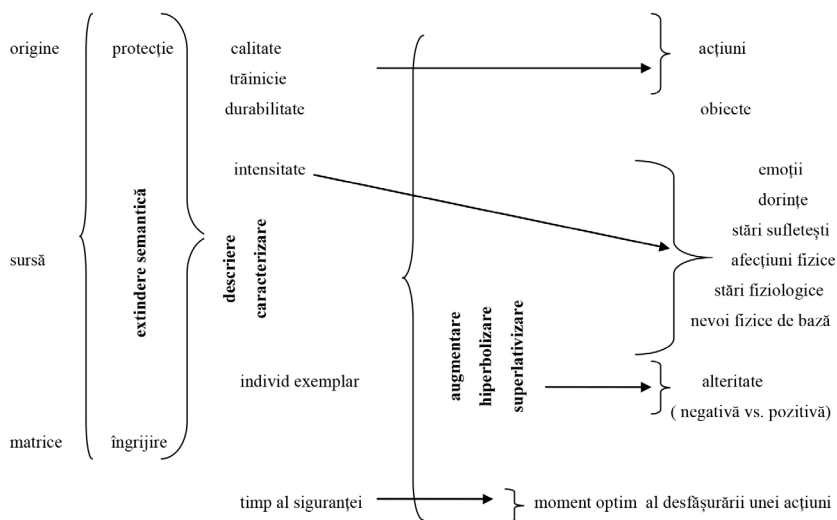 origine
protecție
calitate
acțiuni
trăinicie
durabilitate
obiecte
intensitate
emoții
dorințe
stări sufletești
sursă
extindere semantică
descriere
caracterizare
afecțiuni fizice
stări fiziologice
nevoi fizice de bază
augmentare
hiperbolizare
superlativizare
individ exemplar
alteritate
( negativă vs. pozitivă)
matrice
îngrijire
timp al siguranței
moment optim al desfășurării unei acțiuni